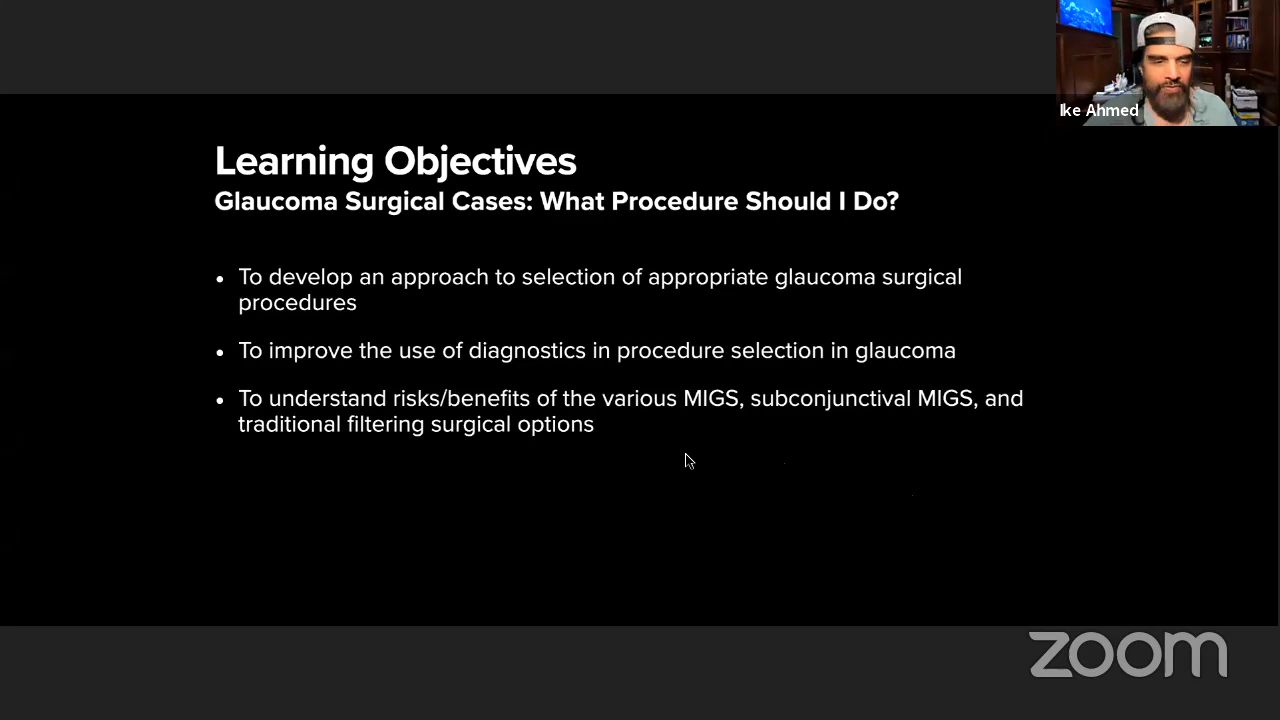 Ike Ahmed
Learning Objectives
Glaucoma Surgical Cases: What Procedure Should I Do?
• To develop an approach to selection of appropriate glaucoma surgical
procedures
• To improve the use of diagnostics in procedure selection in glaucoma
• To understand risks/benefits of the various MIGS, subconjunctival MIGS, and
traditional filtering surgical options
zoom